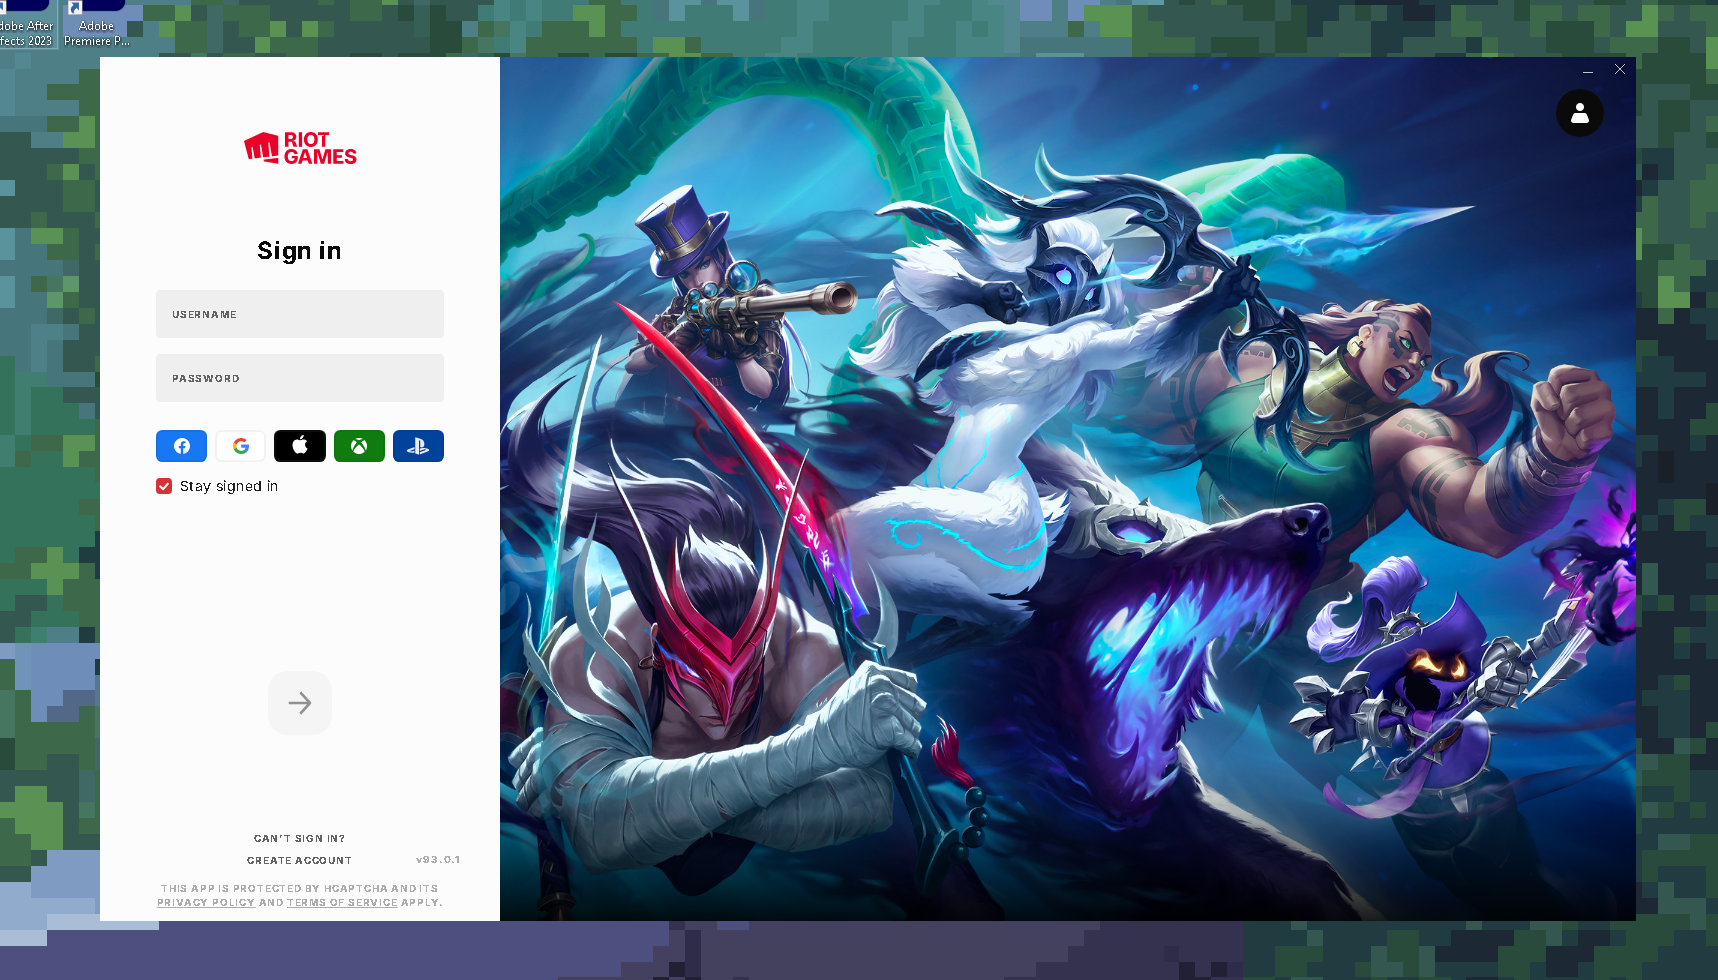 dobe After
ffects 2023
Adobe
Premiere P...
RIOT
GAMES
Sign in
USERNAME
PASSWORD
Stay signed in
CAN'T SIGN IN?
CREATE ACCOUNT
v93.0.1
THIS APP IS PROTECTED BY HCAPTCHA AND ITS
PRIVACY POLICY AND TERMS OF SERVICE APPLY.